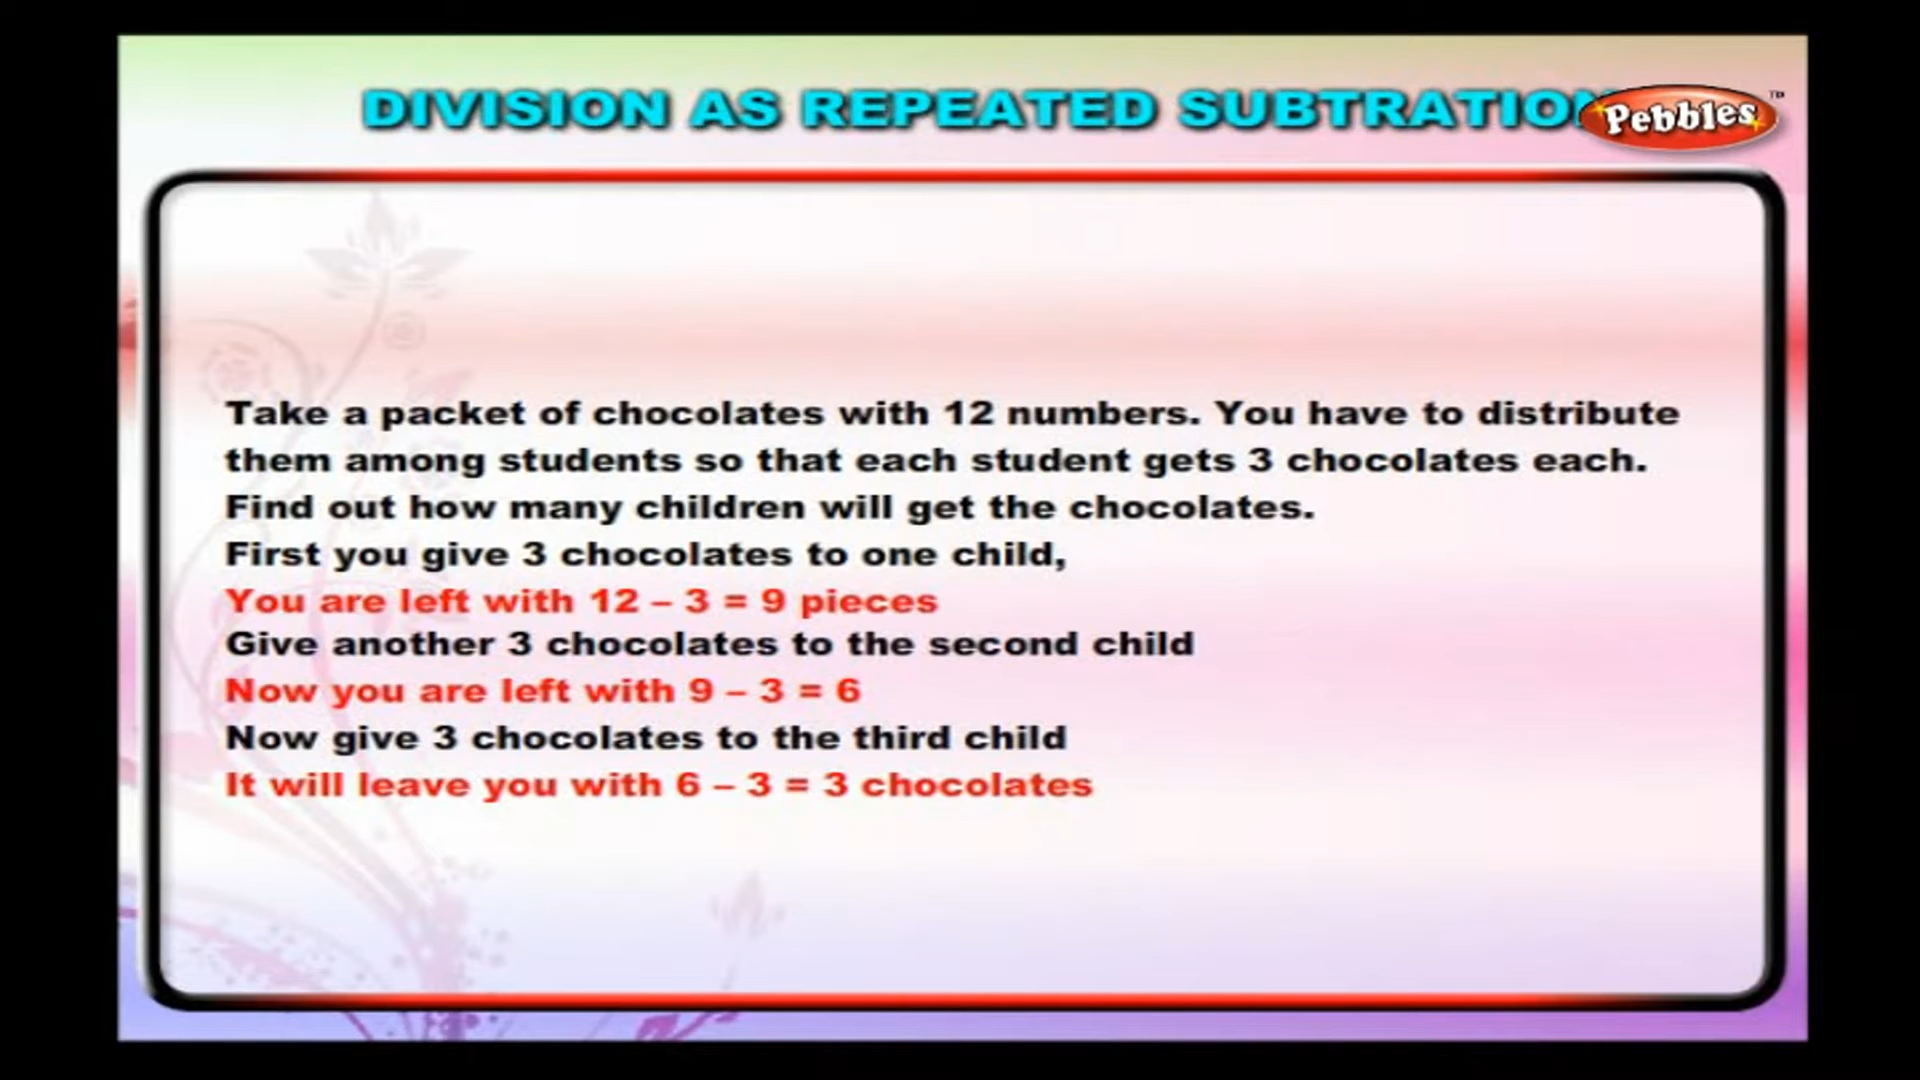 DIVISION AS REPEATED SUBTRATION
Pebbles™
Take a packet of chocolates with 12 numbers. You have to distribute
them among students so that each student gets 3 chocolates each.
Find out how many children will get the chocolates.
First you give 3 chocolates to one child,
You are left with 12 – 3 = 9 pieces
Give another 3 chocolates to the second child
Now you are left with 9 – 3 = 6
Now give 3 chocolates to the third child
It will leave you with 6 – 3 = 3 chocolates